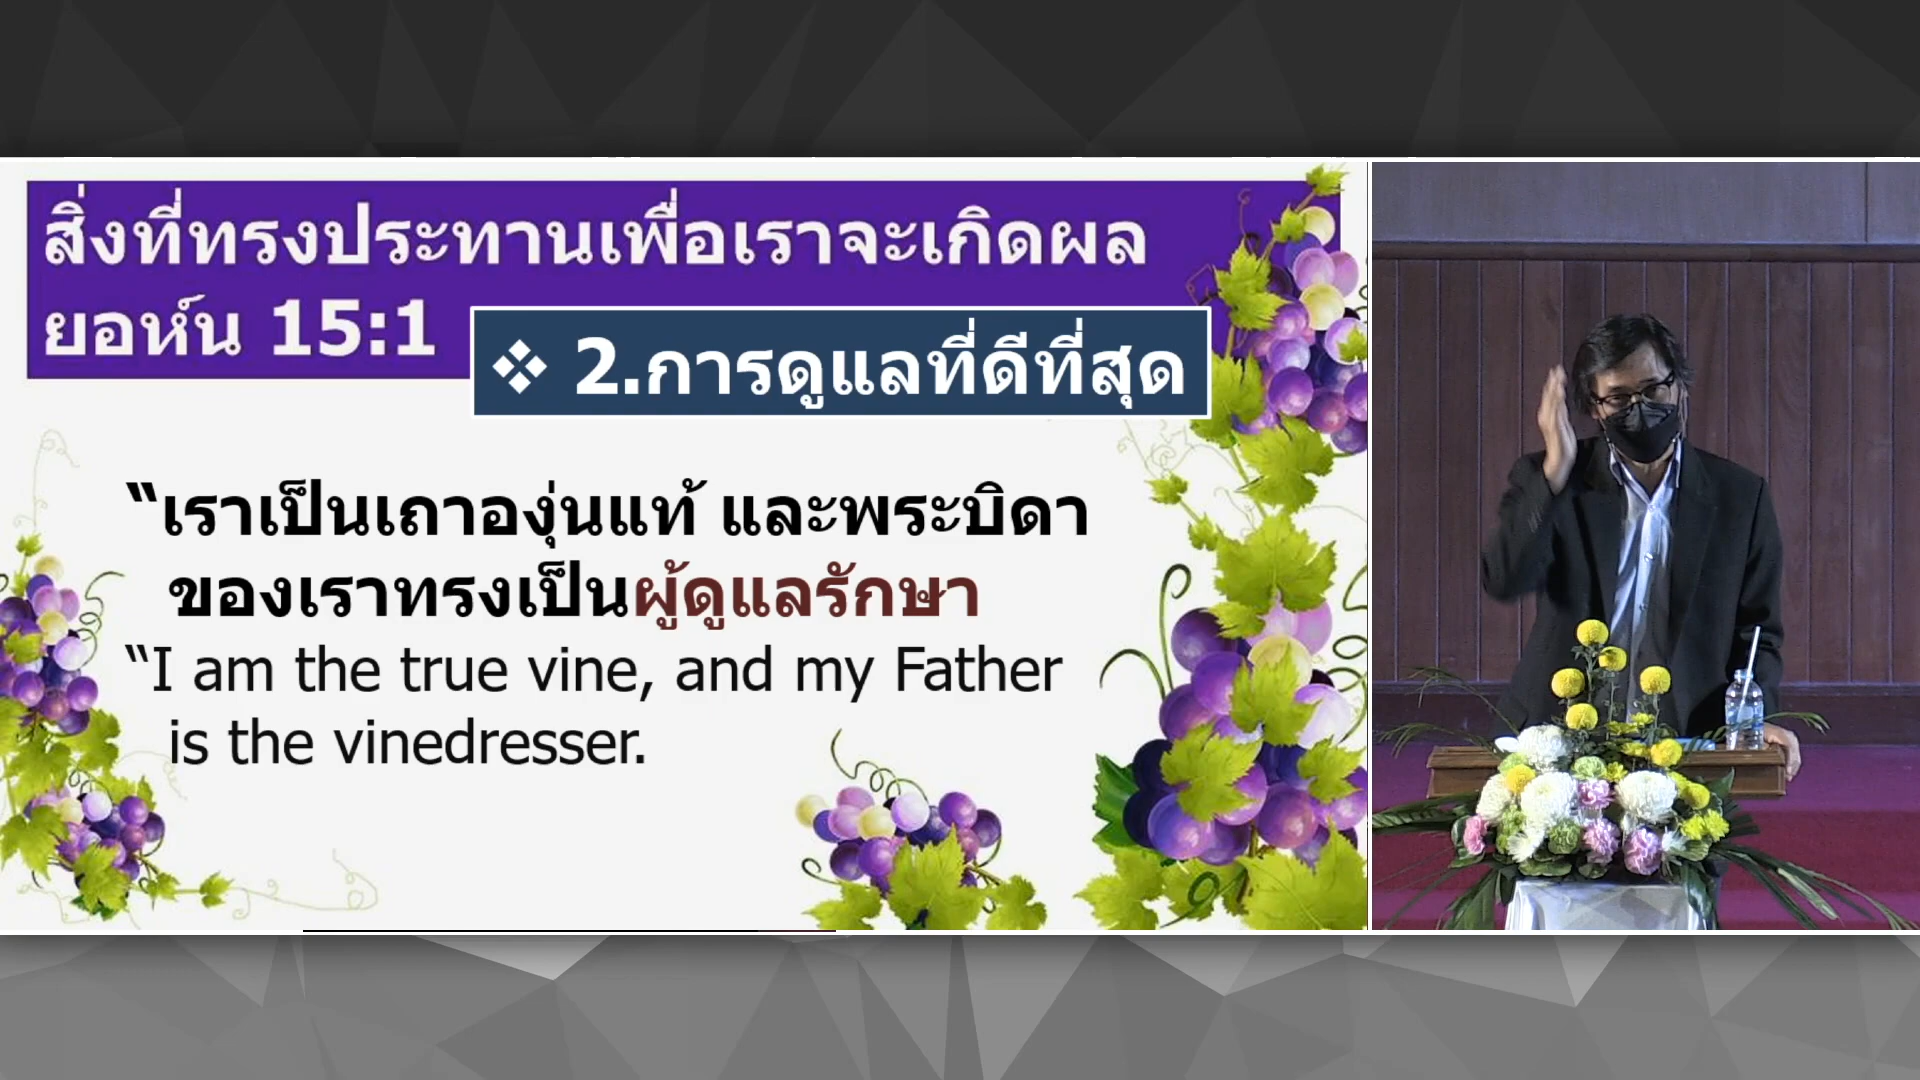 สิ่งที่ทรงประทานเพื่อเราจะเกิดผล
ยอห์น 15:1
❖ 2.การดูแลที่ดีที่สุด
“เราเป็นเถาองุ่นแท้ และพระบิดา
ของเราทรงเป็นผู้ดูแลรักษา
“I am the true vine, and my Father
is the vinedresser.